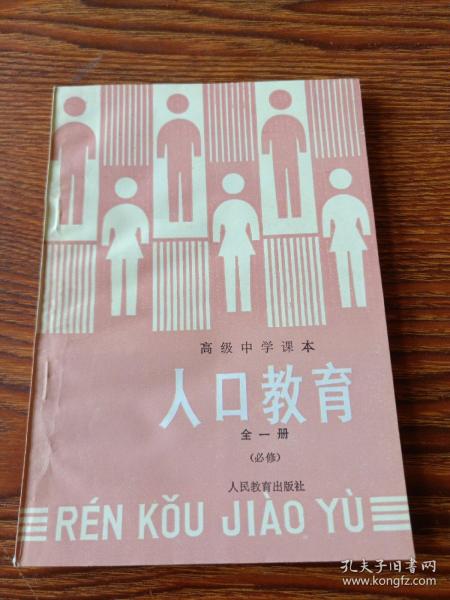 高级中学课本
人口教育
全一册
(必修)
人民教育出版社
RÉN KǑU JIÀO YÙ
孔夫子旧书网
www.kongfz.com